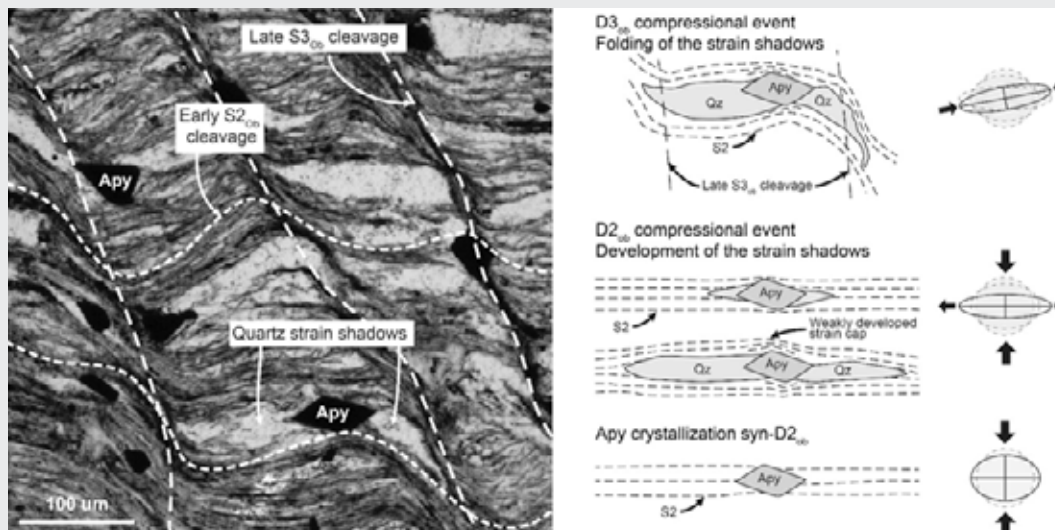 Late S3Ob cleavage
Early S2Ob
cleavage
Apy
Quartz strain shadows
Apy
100 um
D3ob compressional event
Folding of the strain shadows
Apy
Qz
Qz
S2
Late S3ob cleavage
D2ob compressional event
Development of the strain shadows
Apy
S2
Weakly developed
strain cap
Qz
Apy
Qz
Apy crystallization syn-D2ob
Apy
S2